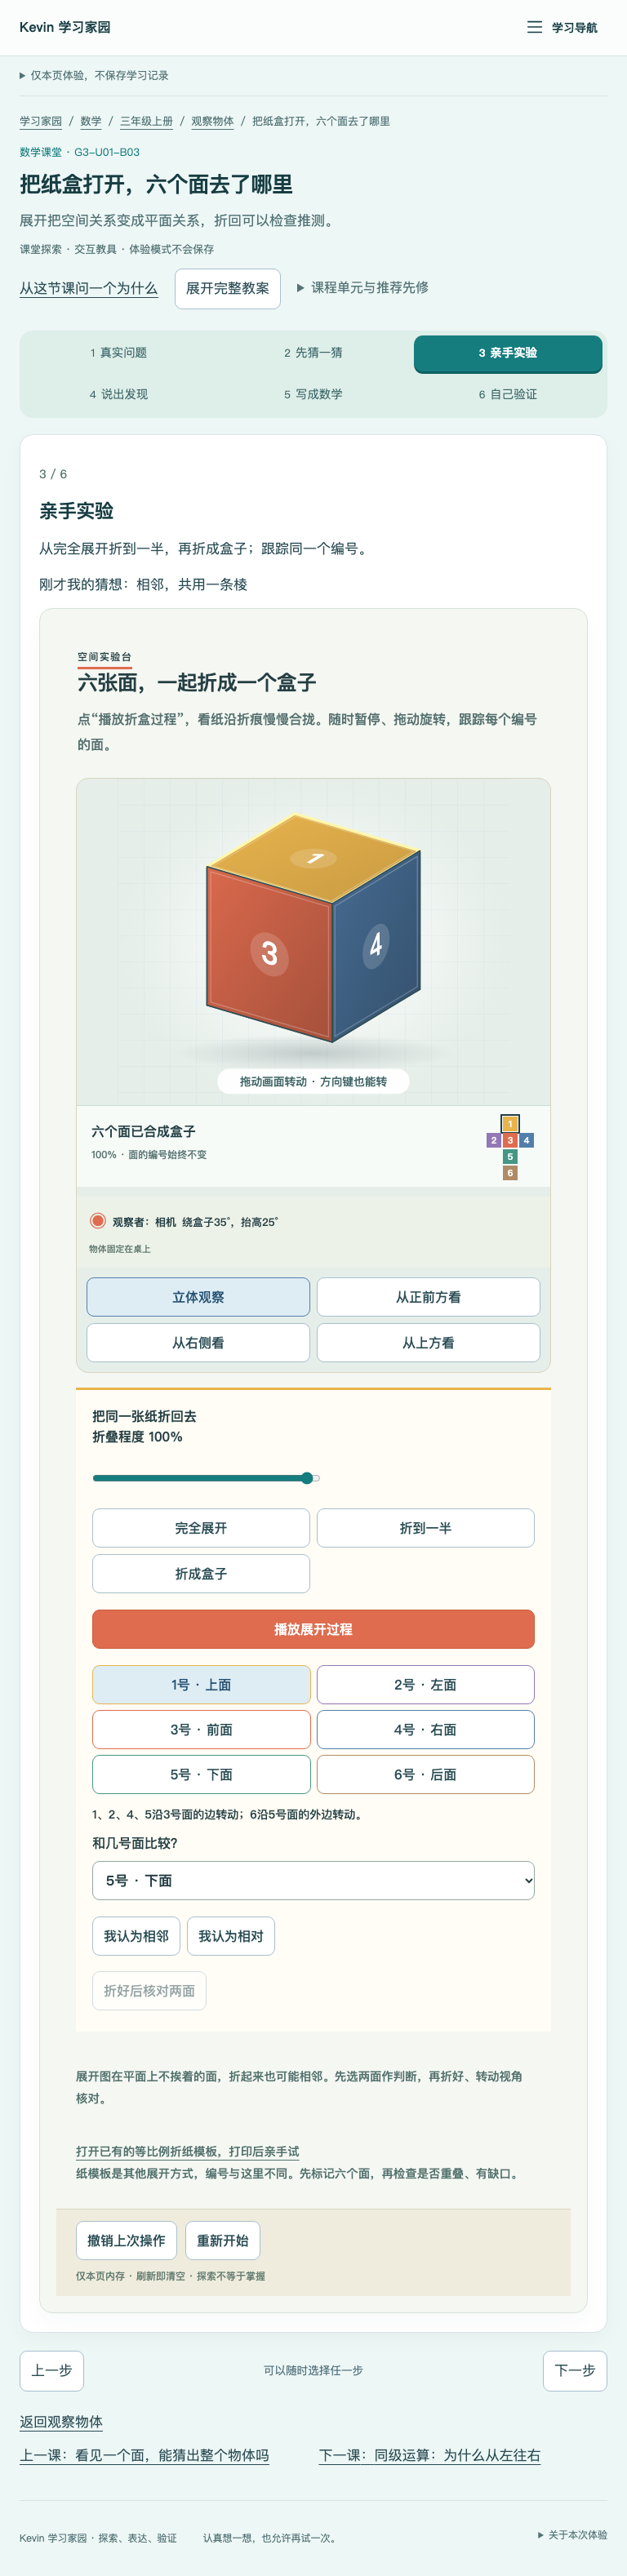 Kevin 学习家园
学习导航
仅本页体验，不保存学习记录
学习家园 / 数学 / 三年级上册 / 观察物体 / 把纸盒打开，六个面去了哪里
数学课堂 · G3-U01-B03
把纸盒打开，六个面去了哪里
展开把空间关系变成平面关系，折回可以检查推测。
课堂探索 · 交互教具 · 体验模式不会保存
从这节课问一个为什么 展开完整教案 课程单元与推荐先修
1 真实问题 2 先猜一猜 3 亲手实验
4 说出发现 5 写成数学 6 自己验证
3 / 6
亲手实验
从完全展开折到一半，再折成盒子；跟踪同一个编号。
刚才我的猜想：相邻，共用一条棱
空间实验台
六张面，一起折成一个盒子
点“播放折盒过程”，看纸沿折痕慢慢合拢。随时暂停、拖动旋转，跟踪每个编号
的面。
1
3 4
拖动画面转动 · 方向键也能转
六个面已合成盒子
100% · 面的编号始终不变
1
2 3 4
5
6
观察者：相机 绕盒子35°，抬高25°
物体固定在桌上
立体观察 从正前方看
从右侧看 从上方看
把同一张纸折回去
折叠程度 100%
完全展开 折到一半
折成盒子
播放展开过程
1号 · 上面 2号 · 左面
3号 · 前面 4号 · 右面
5号 · 下面 6号 · 后面
1、2、4、5沿3号面的边转动；6沿5号面的外边转动。
和几号面比较？
5号 · 下面
我认为相邻 我认为相对
折好后核对两面
展开图在平面上不挨着的面，折起来也可能相邻。先选两面作判断，再折好、转动视角
核对。
打开已有的等比例折纸模板，打印后亲手试
纸模板是其他展开方式，编号与这里不同。先标记六个面，再检查是否重叠、有缺口。
撤销上次操作 重新开始
仅本页内存 · 刷新即清空 · 探索不等于掌握
上一步 可以随时选择任一步 下一步
返回观察物体
上一课：看见一个面，能猜出整个物体吗 下一课：同级运算：为什么从左往右
Kevin 学习家园 · 探索、表达、验证 认真想一想，也允许再试一次。 关于本次体验